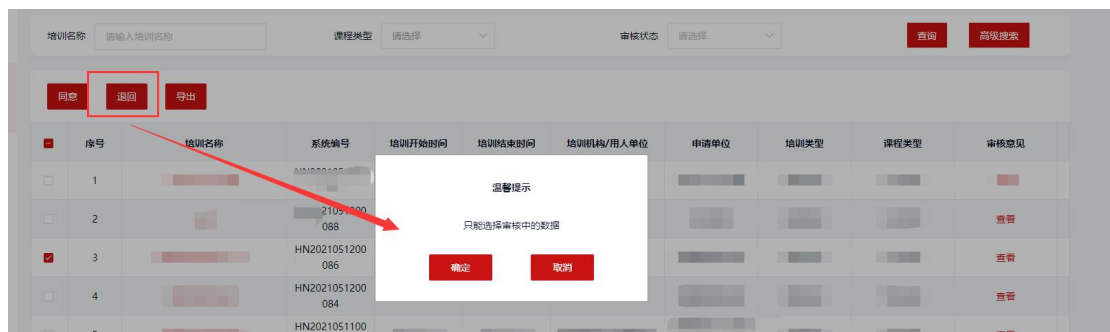 培训名称 请输入培训名称 课程类型 请选择 审核状态 请选择 查询 高级搜索
同意 退回 导出
序号 培训名称 系统编号 培训开始时间 培训结束时间 培训机构/用人单位 申请单位 培训类型 课程类型 审核意见
温馨提示
1
只能选择审核中的数据
2 21051200
088 查看
确定 取消
3 HN2021051200
086 查看
4 HN2021051200
084 查看
HN2021051100